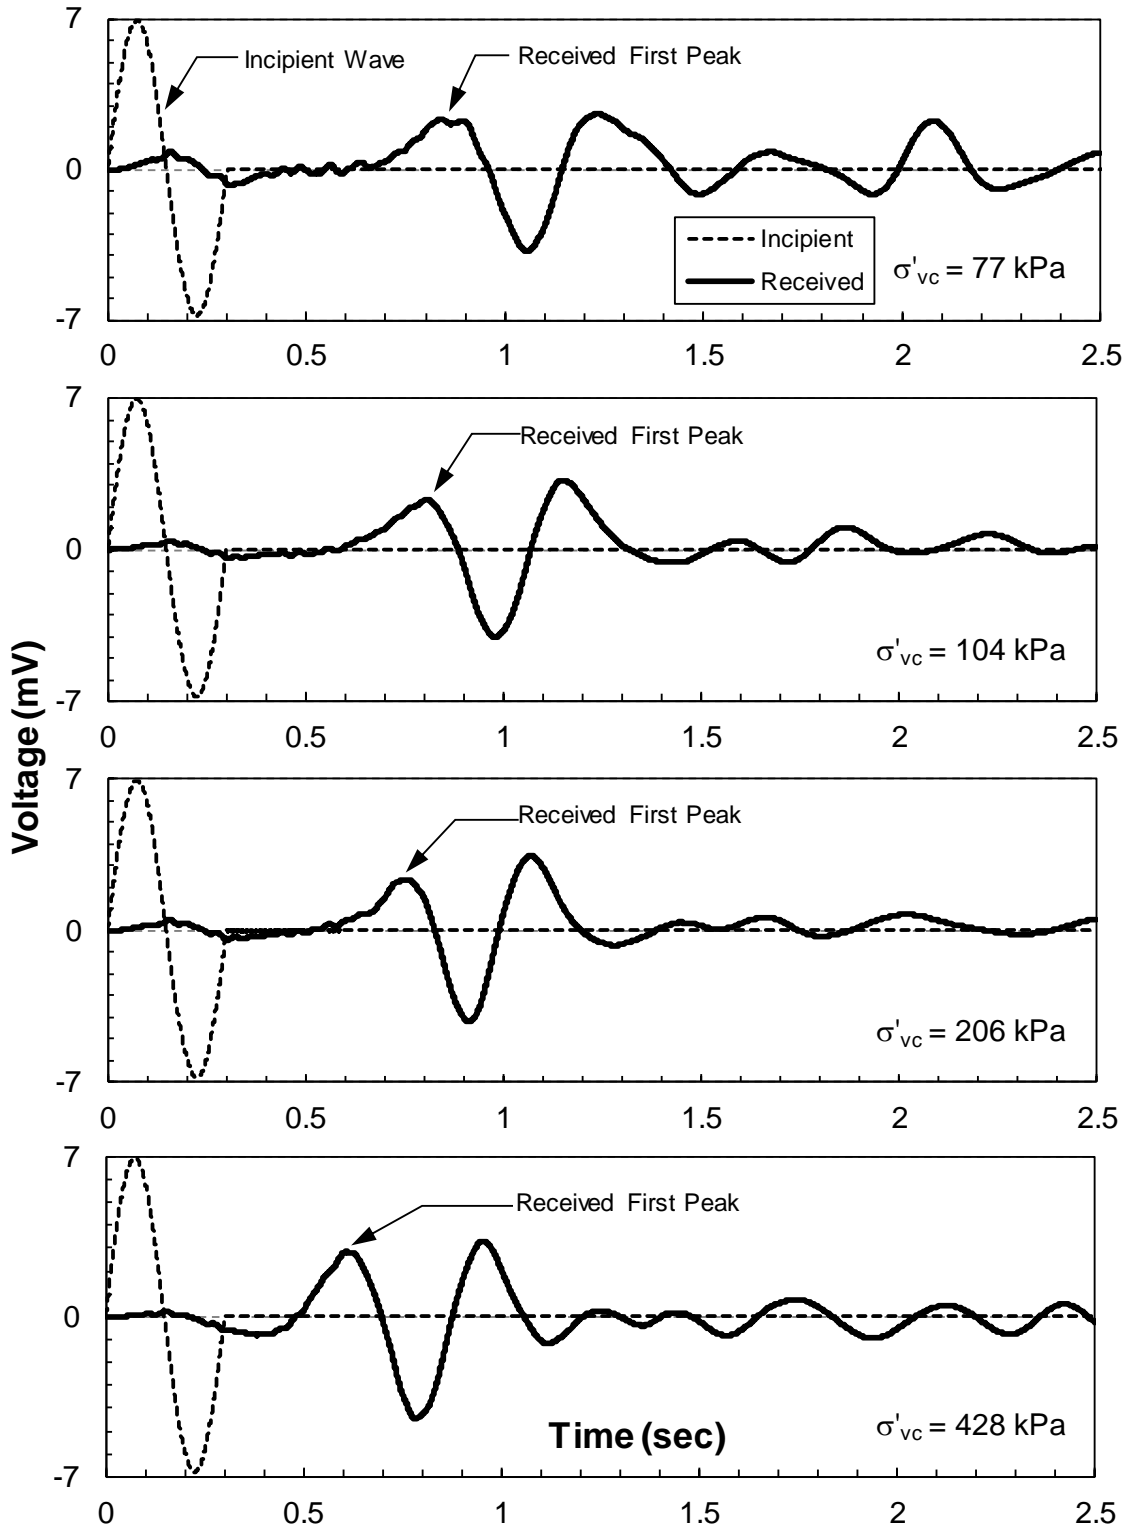 7
Incipient Wave
Received First Peak
0
Incipient
Received
σ'vc = 77 kPa
-7
0 0.5 1 1.5 2 2.5
7
Received First Peak
0
σ'vc = 104 kPa
-7
0 0.5 1 1.5 2 2.5
Voltage (mV)
7
Received First Peak
0
σ'vc = 206 kPa
-7
0 0.5 1 1.5 2 2.5
7
Received First Peak
0
σ'vc = 428 kPa
Time (sec)
-7
0 0.5 1 1.5 2 2.5